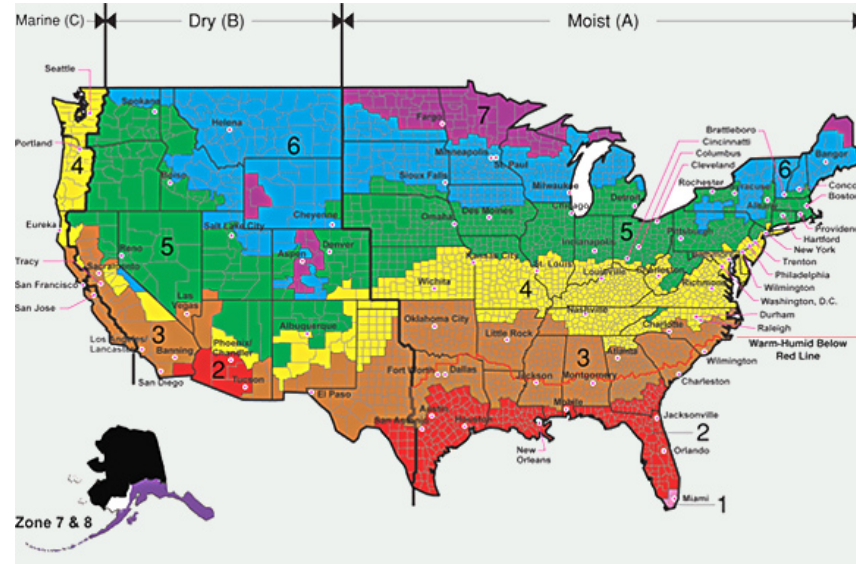 Marine (C)
Dry (B)
Moist (A)
Seattle
Spokane
Portland
4
Helena
6
Fargo
7
Minneapolis
St. Paul
Brattleboro
Cincinnatti
Columbus
Cleveland
6
Bangor
Boise
Sioux Falls
Milwaukee
Detroit
Rochester
Syracuse
Albany
Concord
Boston
Eureka
Reno
5
Salt Lake City
Cheyenne
Omaha
Des Moines
Chicago
Providence
Hartford
New York
Tracy
Sacramento
Aspen
Denver
Indianapolis
5
Pittsburgh
Trenton
Philadelphia
Wilmington
San Francisco
San Jose
Las
Vegas
Kansas City
Wichita
4
St. Louis
Louisville
Charleston
Richmond
Washington, D.C.
Durham
Raleigh
3
Los Angeles/
Lancaster
Banning
Phoenix/
Chandler
2
Albuquerque
Oklahoma City
Little Rock
Nashville
Charlotte
Warm-Humid Below
Red Line
San Diego
Tucson
El Paso
Fort Worth
Dallas
Jackson
3
Montgomery
Atlanta
Wilmington
Charleston
Austin
San Antonio
Houston
Mobile
New
Orleans
Jacksonville
2
Orlando
Miami
1
Zone 7 & 8